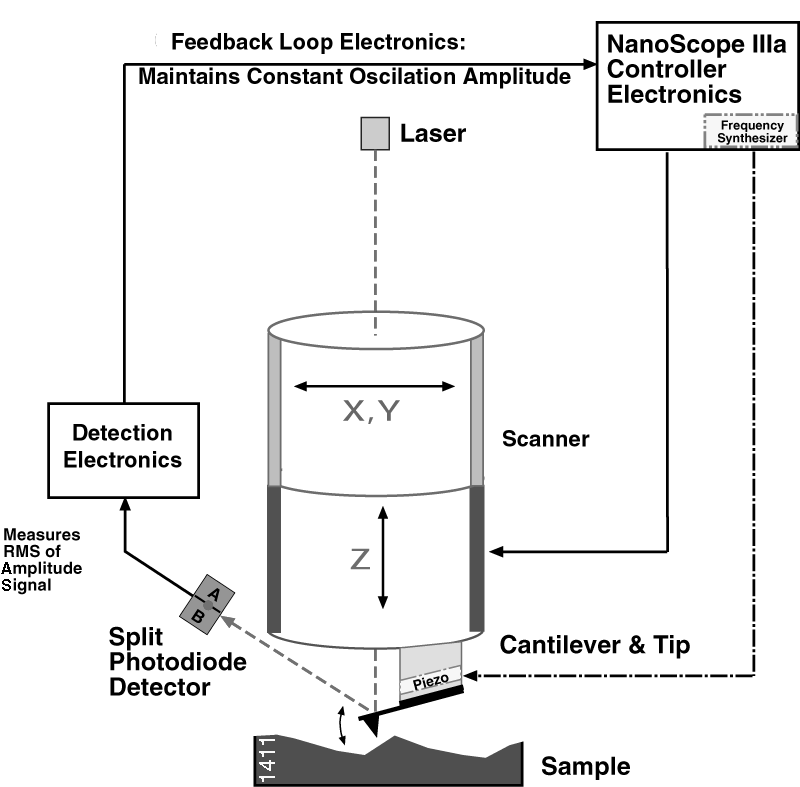 Feedback Loop Electronics:
Maintains Constant Oscilation Amplitude
NanoScope IIIa
Controller
Electronics
Frequency
Synthesizer
Laser
X,Y
Detection
Electronics
Scanner
Measures
RMS of
Amplitude
Signal
Z
A
B
Split
Photodiode
Detector
Cantilever & Tip
Piezo
1411
Sample